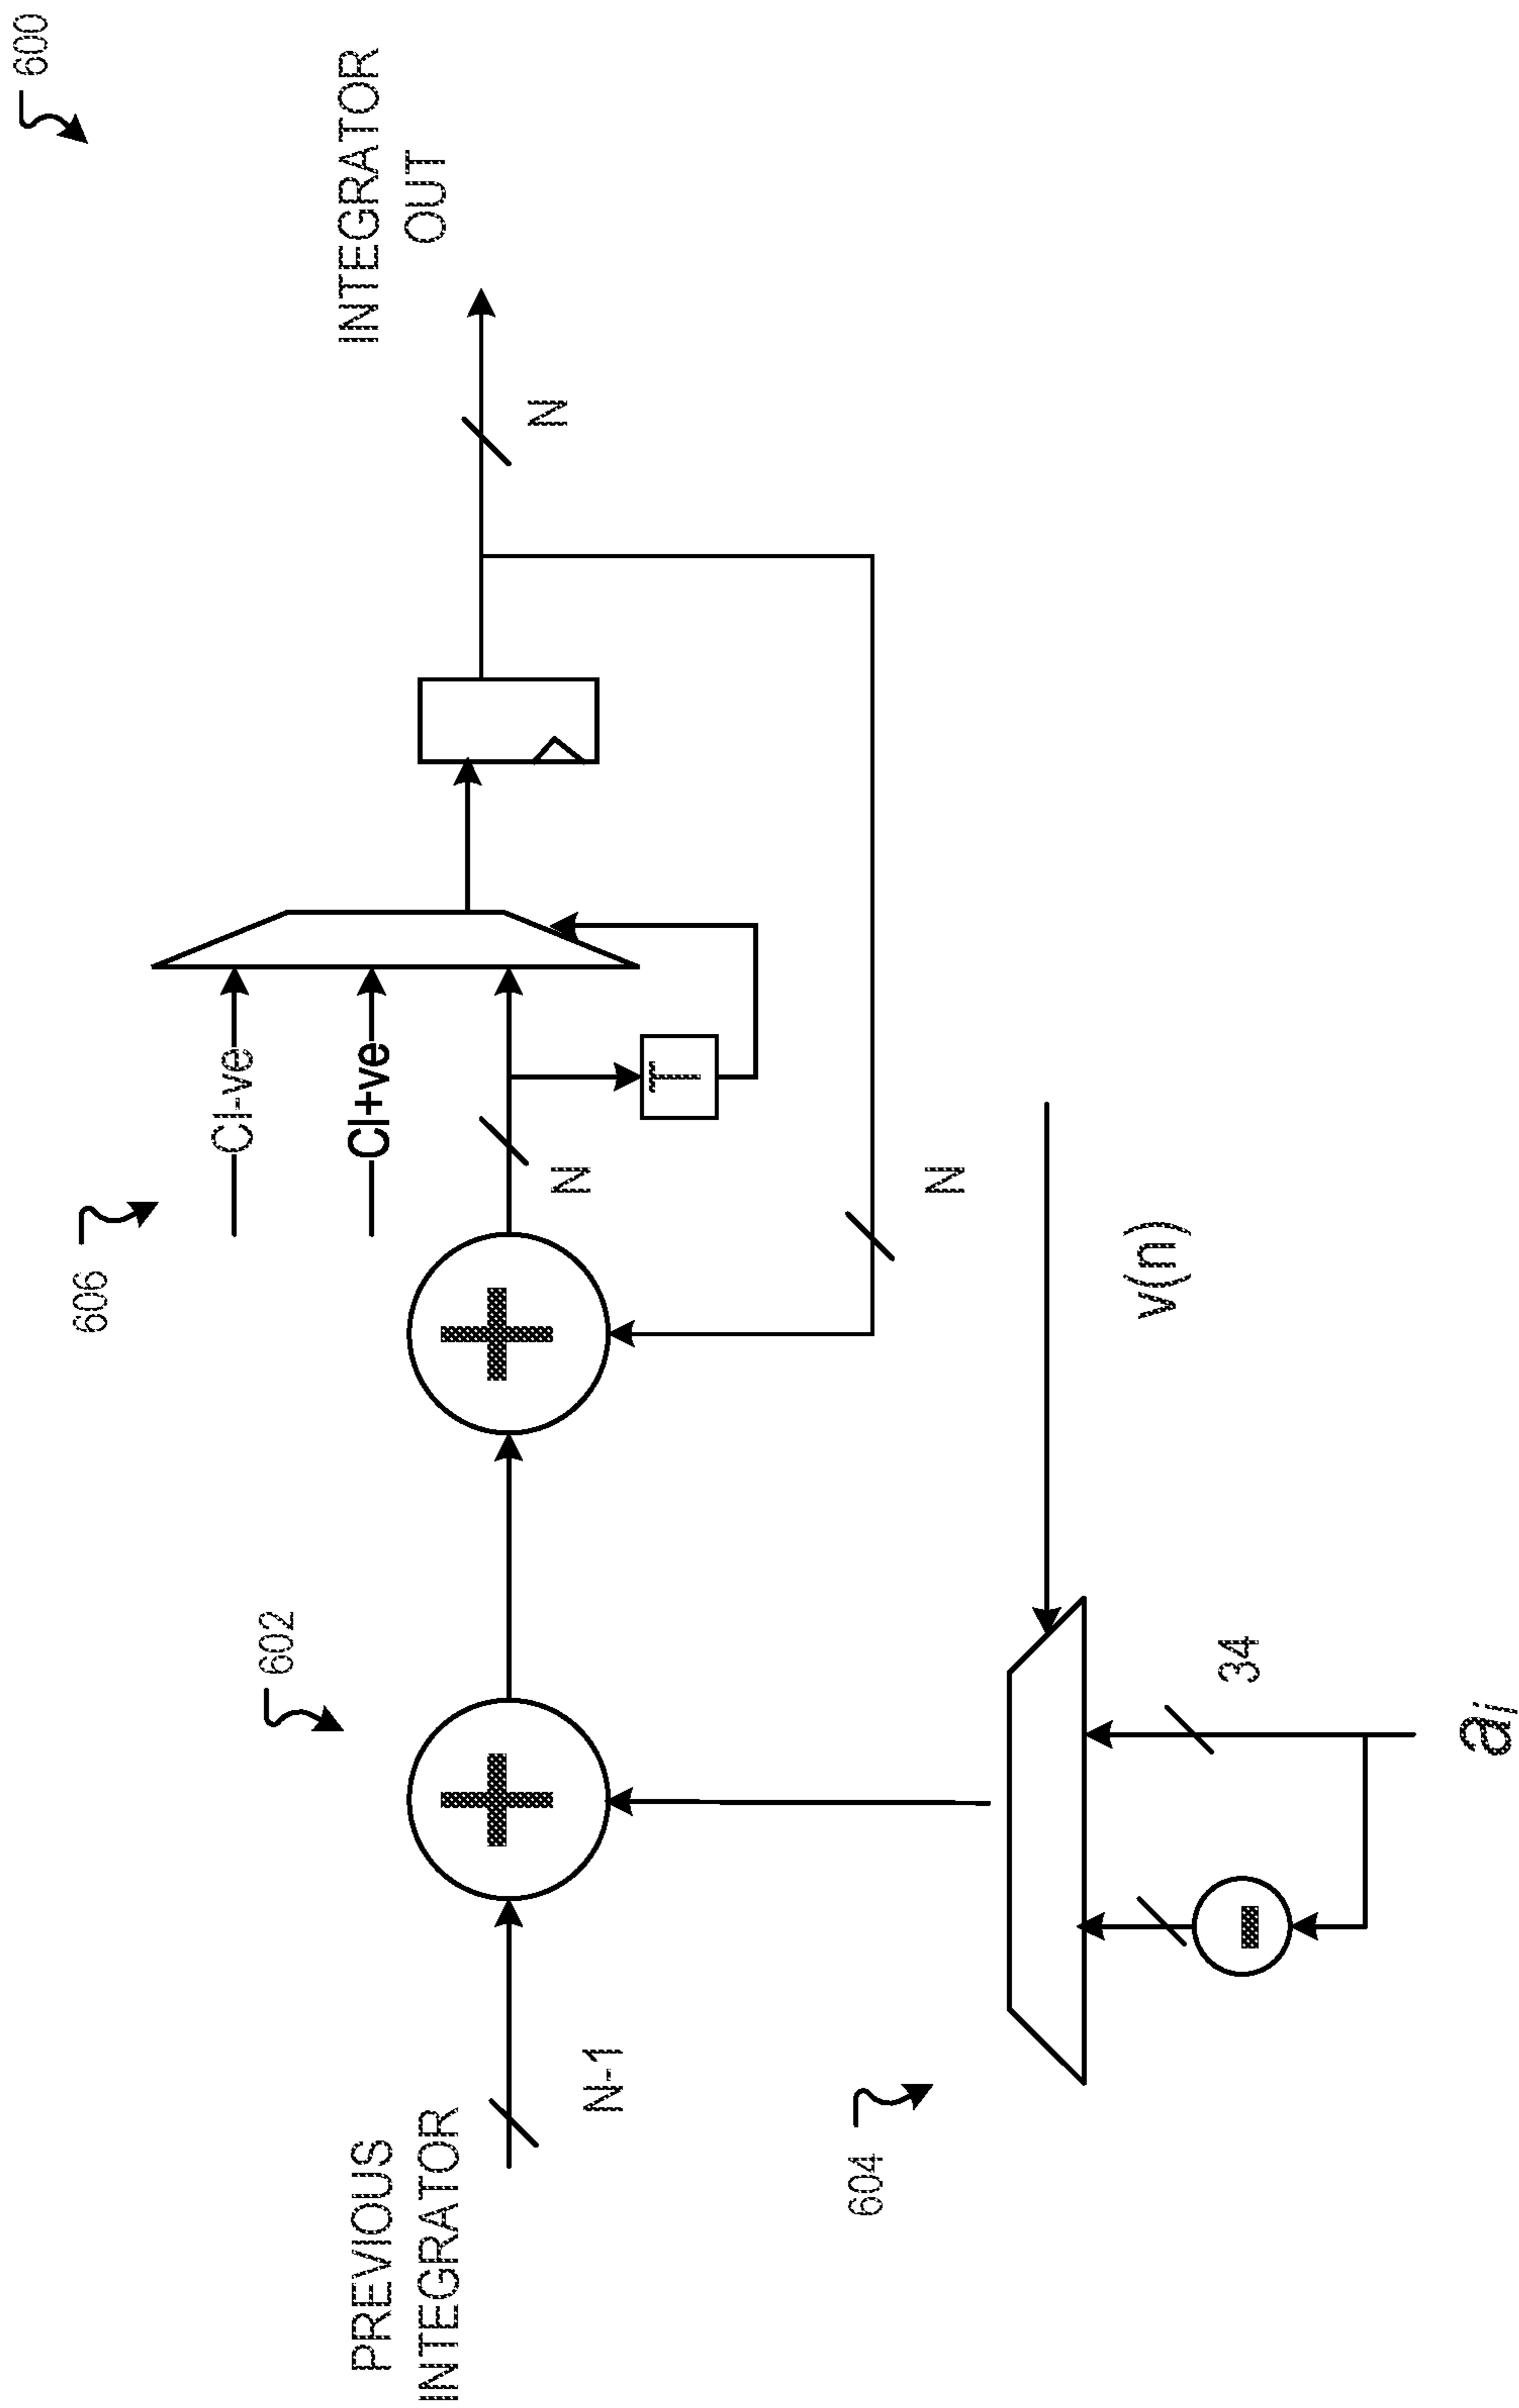 600
PREVIOUS
INTEGRATOR
N-1
602
606
CI-ve
CI+ve
N
T
N
INTEGRATOR
OUT
N
604
v(n)
34
ai